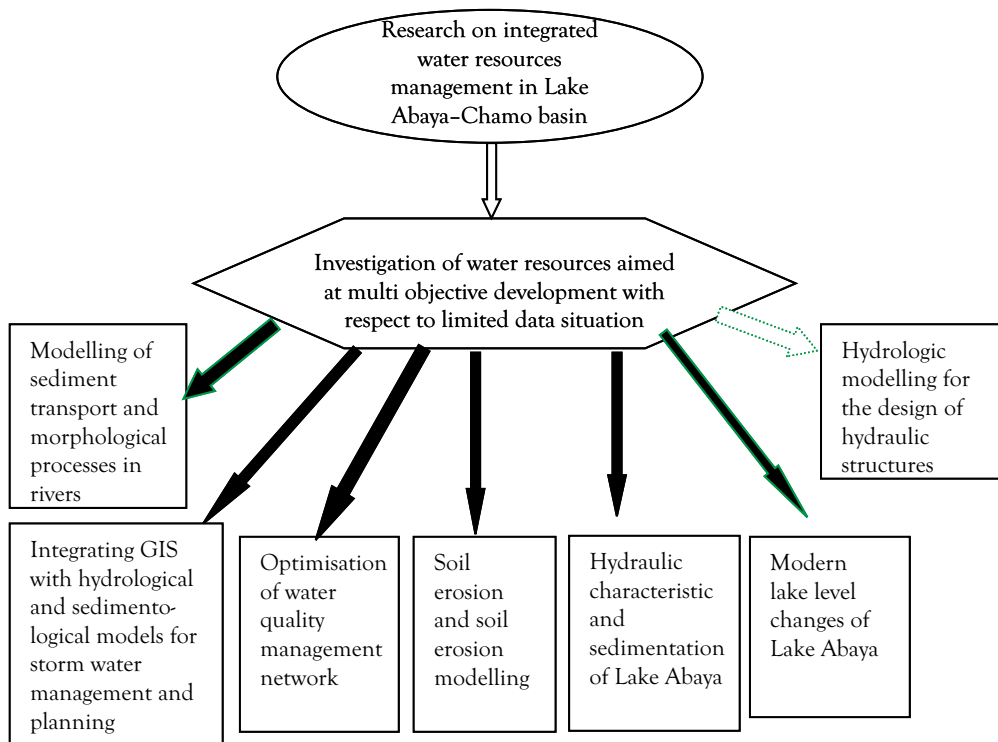 Research on integrated
water resources
management in Lake
Abaya–Chamo basin
Investigation of water resources aimed
at multi objective development with
respect to limited data situation
Modelling of
sediment
transport and
morphological
processes in
rivers
Hydrologic
modelling for
the design of
hydraulic
structures
Integrating GIS
with hydrological
and sedimento-
logical models for
storm water
management and
planning
Optimisation
of water
quality
management
network
Soil
erosion
and soil
erosion
modelling
Hydraulic
characteristic
and
sedimentation
of Lake Abaya
Modern
lake level
changes of
Lake Abaya